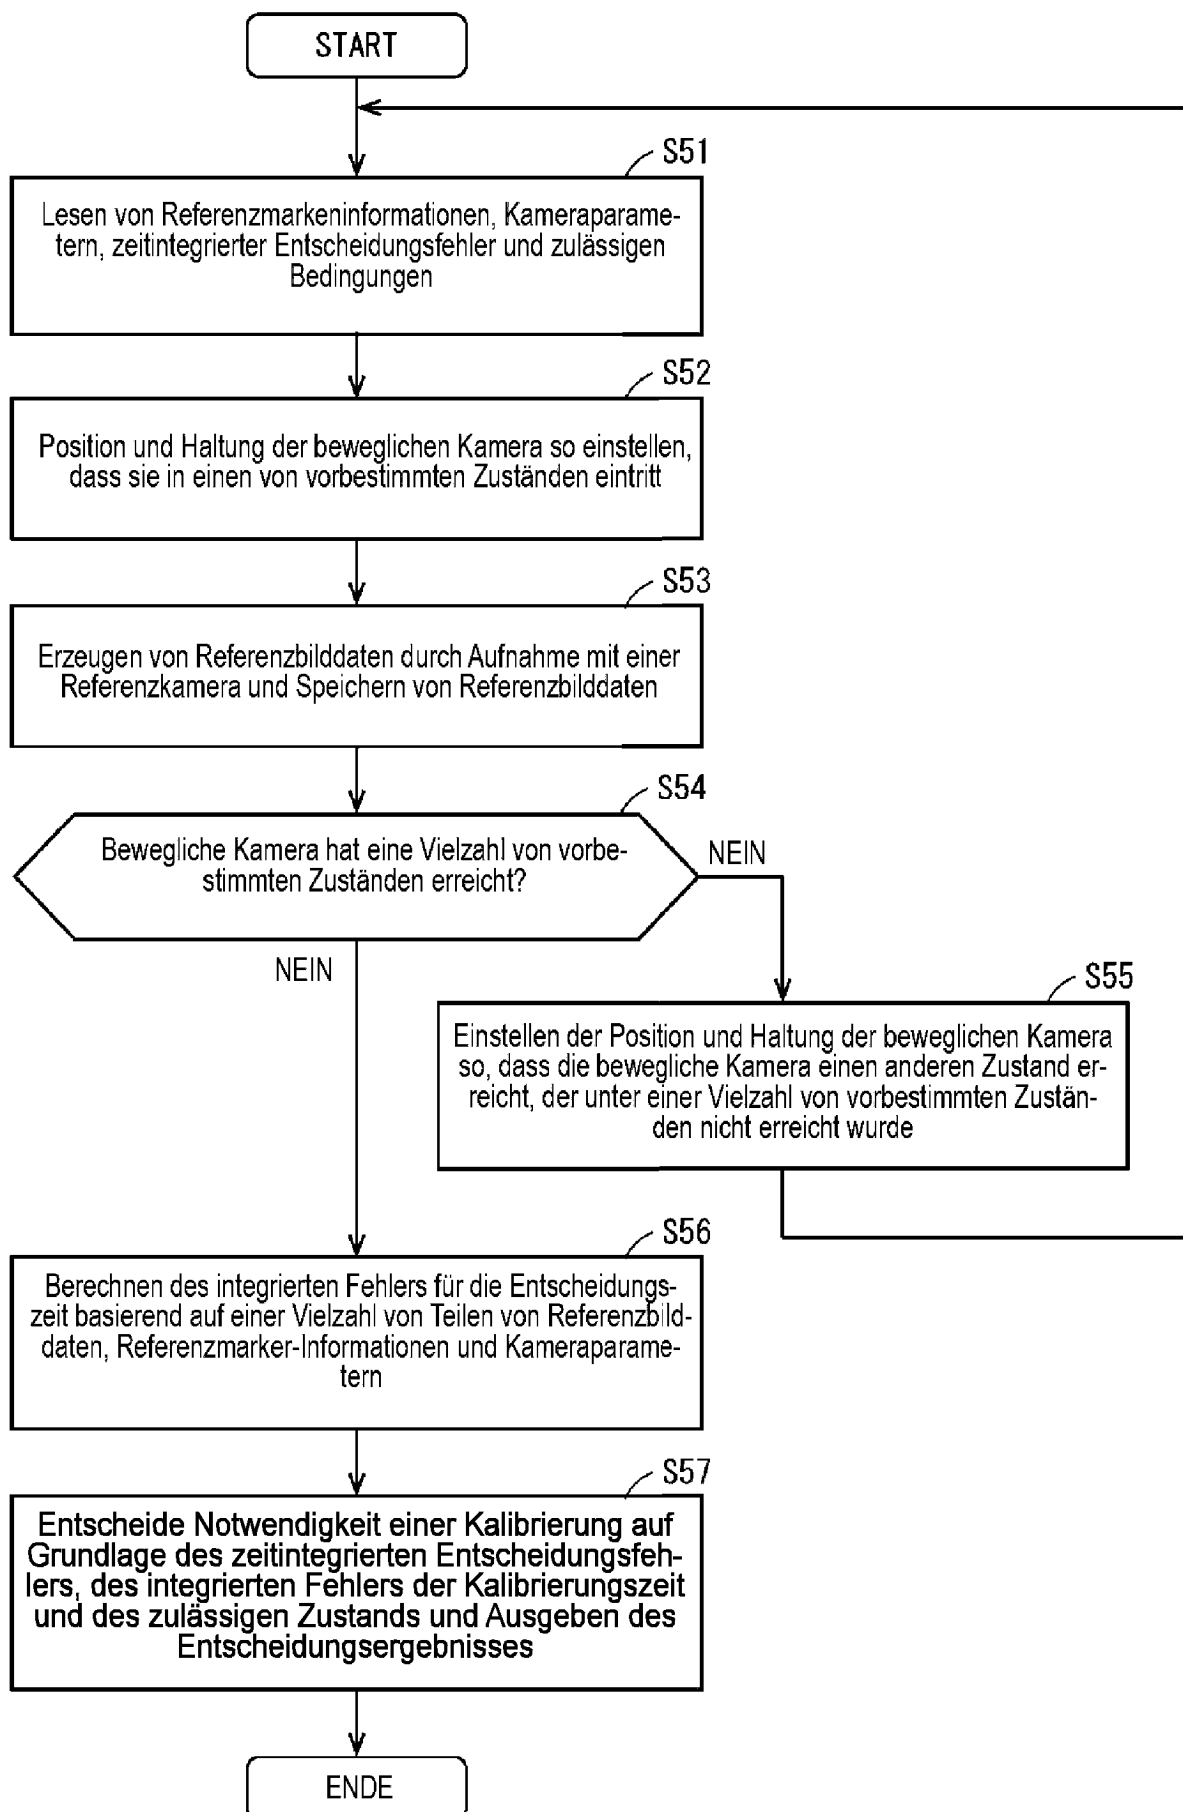 START
S51
Lesen von Referenzmarkeninformationen, Kameraparame-
tern, zeitintegrierter Entscheidungsfehler und zulässigen
Bedingungen
S52
Position und Haltung der beweglichen Kamera so einstellen,
dass sie in einen von vorbestimmten Zuständen eintritt
S53
Erzeugen von Referenzbilddaten durch Aufnahme mit einer
Referenzkamera und Speichern von Referenzbilddaten
S54
Bewegliche Kamera hat eine Vielzahl von vorbe-
stimmten Zuständen erreicht?
NEIN
NEIN
S55
Einstellen der Position und Haltung der beweglichen Kamera
so, dass die bewegliche Kamera einen anderen Zustand er-
reicht, der unter einer Vielzahl von vorbestimmten Zustän-
den nicht erreicht wurde
S56
Berechnen des integrierten Fehlers für die Entscheidungs-
zeit basierend auf einer Vielzahl von Teilen von Referenzbild-
daten, Referenzmarker-Informationen und Kameraparame-
tern
S57
Entscheide Notwendigkeit einer Kalibrierung auf
Grundlage des zeitintegrierten Entscheidungsfeh-
lers, des integrierten Fehlers der Kalibrierungszeit
und des zulässigen Zustands und Ausgeben des
Entscheidungsergebnisses
ENDE